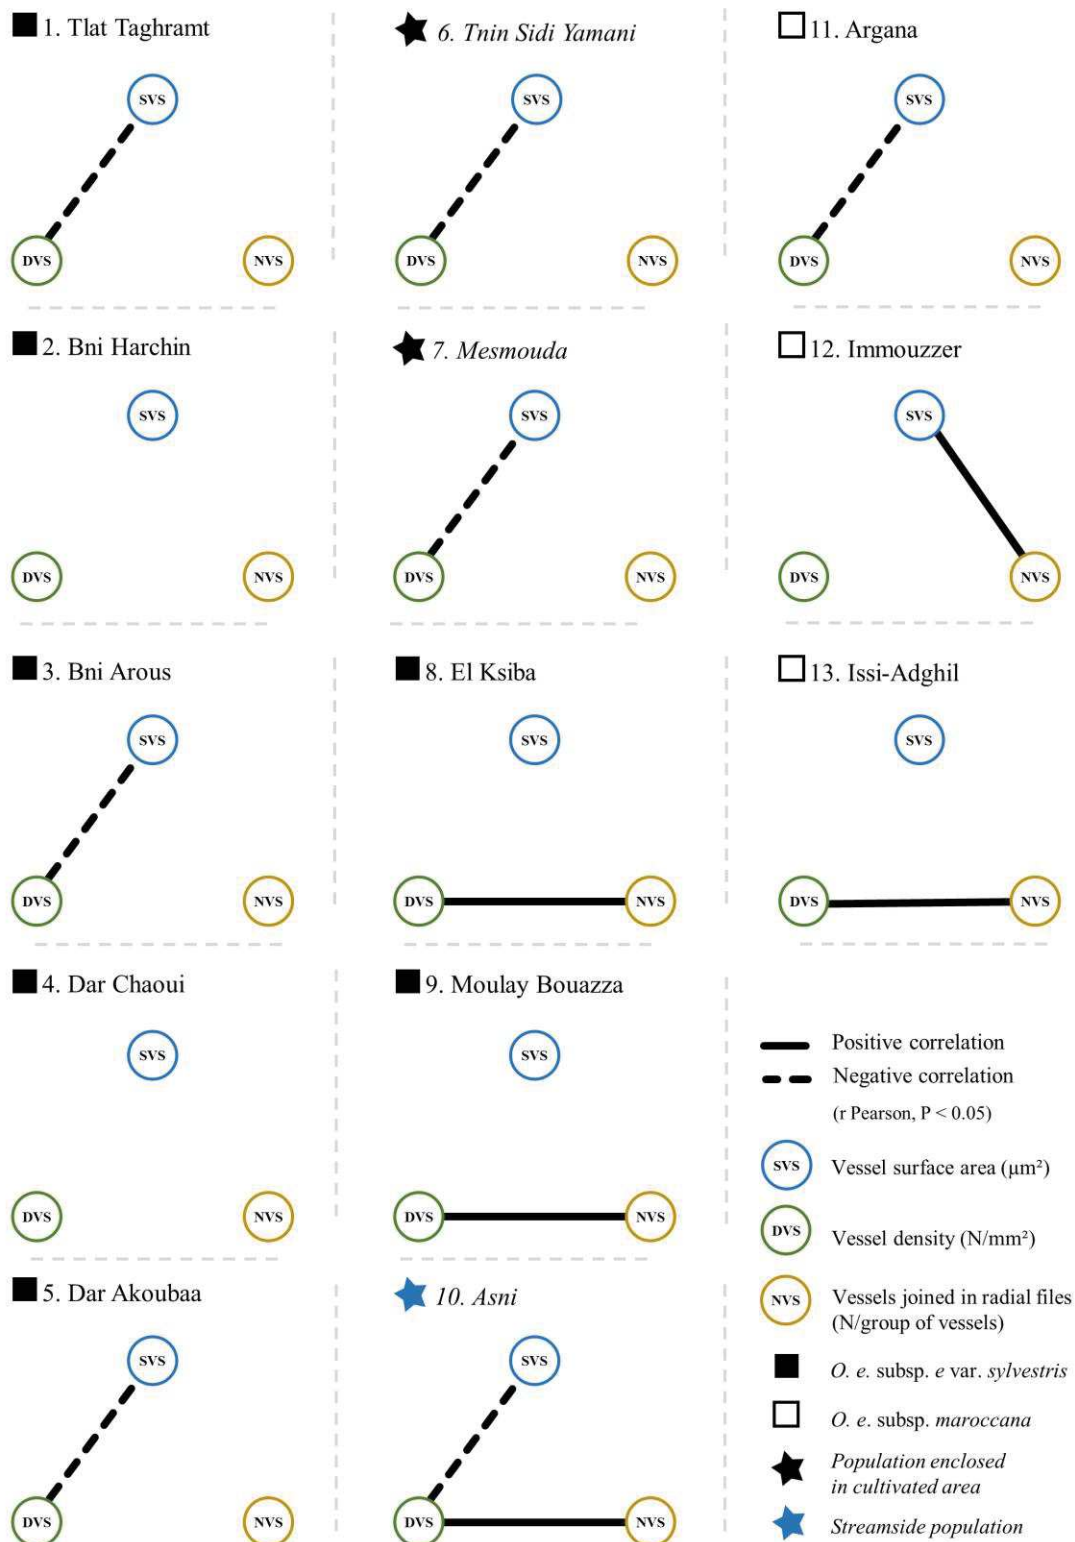 1. Tlat Taghramt
SVS
DVS
NVS
2. Bni Harchin
SVS
DVS
NVS
3. Bni Arous
SVS
DVS
NVS
4. Dar Chaoui
SVS
DVS
NVS
5. Dar Akoubaa
SVS
DVS
NVS
6. Tnin Sidi Yamani
SVS
DVS
NVS
7. Mesmouda
SVS
DVS
NVS
8. El Ksiba
SVS
DVS
NVS
9. Moulay Bouazza
SVS
DVS
NVS
10. Asni
SVS
DVS
NVS
11. Argana
SVS
DVS
NVS
12. Immouzzer
SVS
DVS
NVS
13. Issi-Adghil
SVS
DVS
NVS
Positive correlation
Negative correlation
(r Pearson, P < 0.05)
SVS Vessel surface area (µm²)
DVS Vessel density (N/mm²)
NVS Vessels joined in radial files
(N/group of vessels)
O. e. subsp. e var. sylvestris
O. e. subsp. maroccana
Population enclosed
in cultivated area
Streamside population